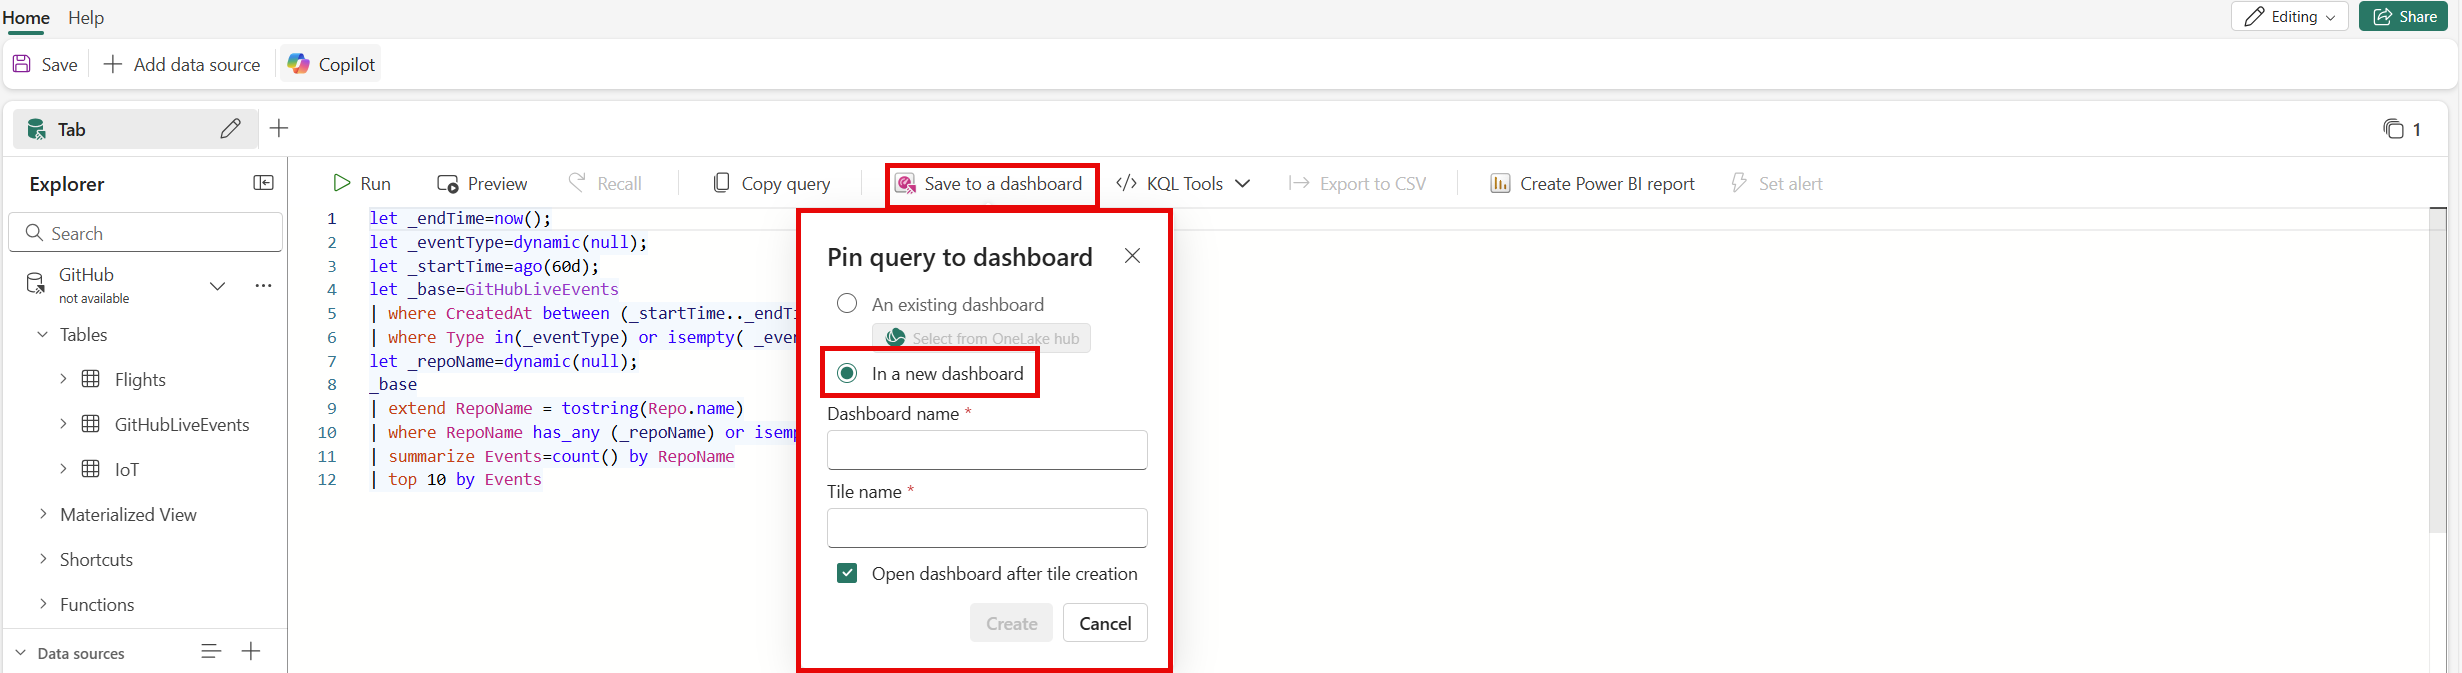 Home Help
Editing Share
Save Add data source Copilot
Tab
1
Explorer
Run Preview Recall Copy query Save to a dashboard </> KQL Tools Export to CSV Create Power BI report Set alert
Search
GitHub
not available
Tables
Flights
GitHubLiveEvents
IoT
Materialized View
Shortcuts
Functions
Data sources
1 let _endTime=now();
2 let _eventType=dynamic(null);
3 let _startTime=ago(60d);
4 let _base=GitHubLiveEvents
5 | where CreatedAt between (_startTime.._endTi
6 | where Type in(_eventType) or isempty( _even
7 let _repoName=dynamic(null);
8 _base
9 | extend RepoName = tostring(Repo.name)
10 | where RepoName has_any (_repoName) or isemp
11 | summarize Events=count() by RepoName
12 | top 10 by Events
Pin query to dashboard
An existing dashboard
Select from OneLake hub
In a new dashboard
Dashboard name *
Tile name *
Open dashboard after tile creation
Create Cancel